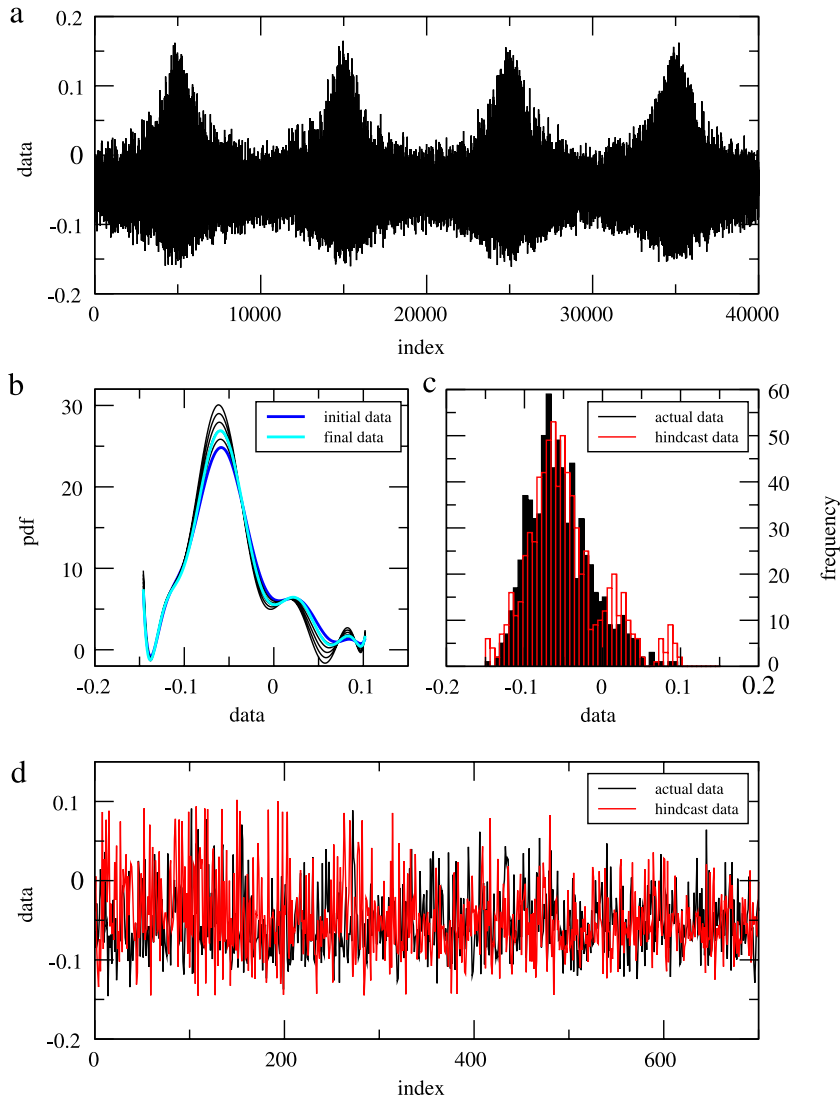 a
0.2
0.1
0
-0.1
-0.2
data
0 10000 20000 30000 40000
index
b
30
20
10
0
pdf
initial data
final data
-0.2 -0.1 0 0.1
data
c
actual data
hindcast data
60
50
40
30
20
10
0
frequency
-0.2 -0.1 0 0.1 0.2
data
d
0.1
0
-0.1
-0.2
data
actual data
hindcast data
0 200 400 600
index